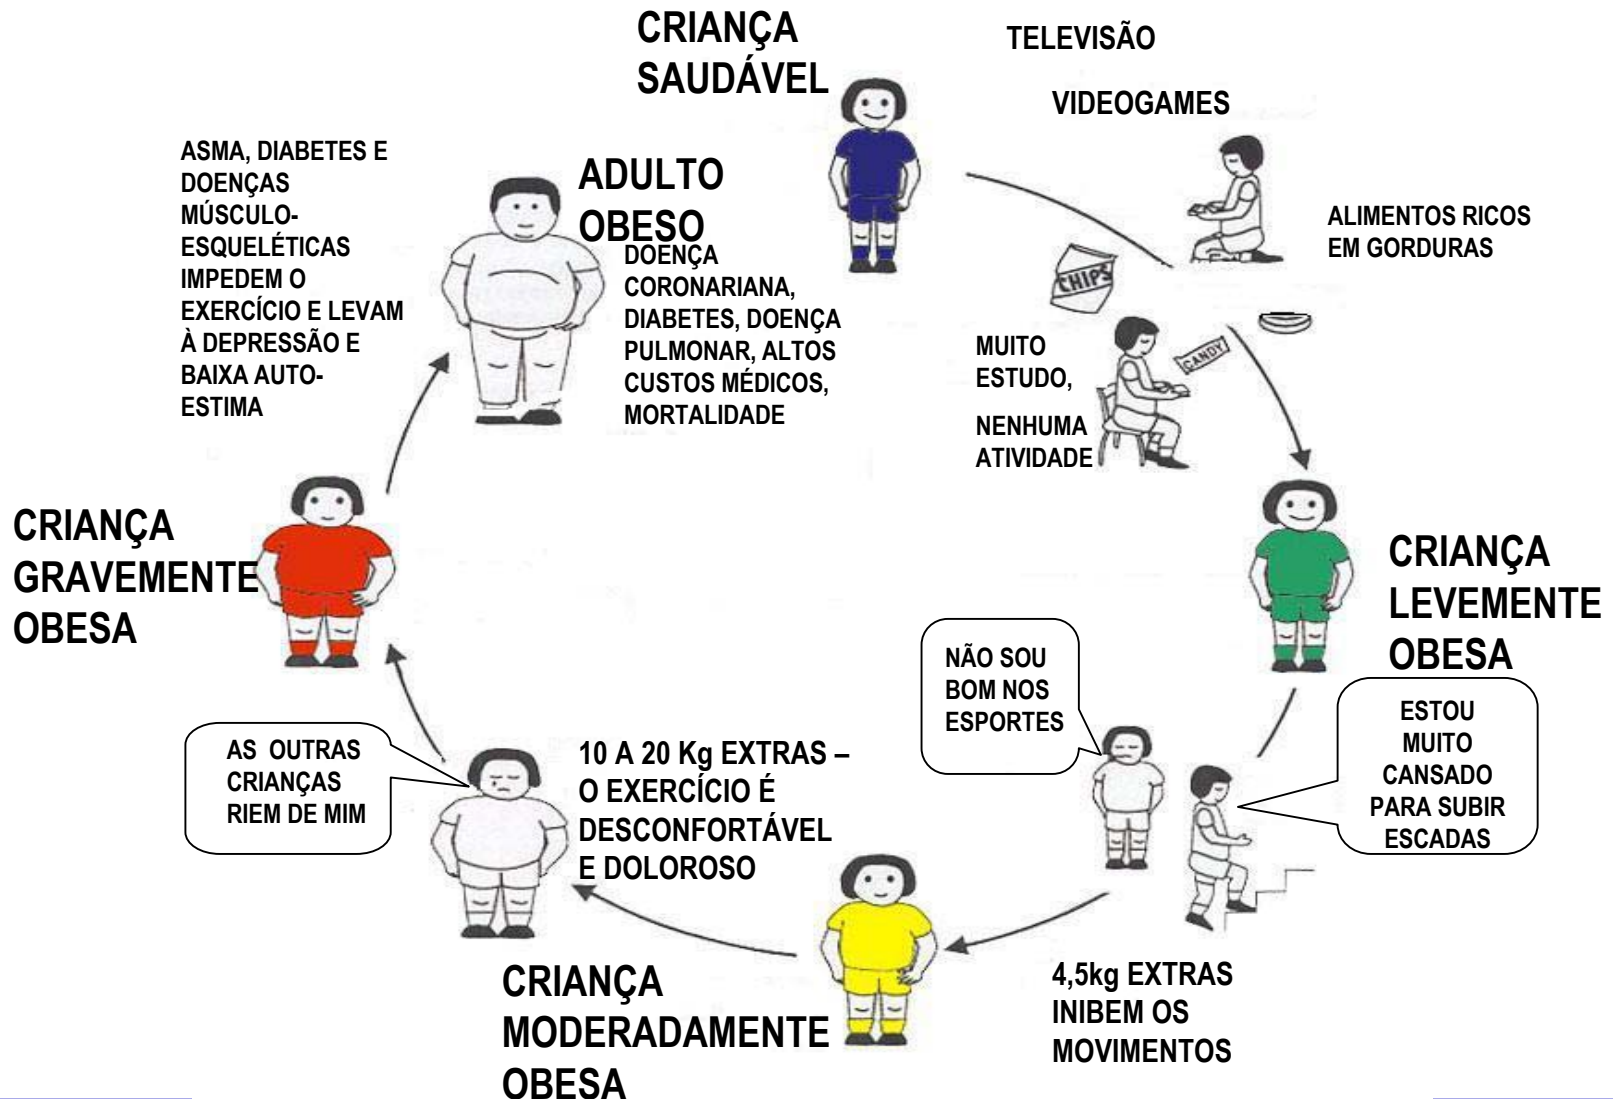 CRIANÇA
SAUDÁVEL
TELEVISÃO
VIDEOGAMES
ALIMENTOS RICOS
EM GORDURAS
CHIPS
CANDY
MUITO
ESTUDO,
NENHUMA
ATIVIDADE
CRIANÇA
LEVEMENTE
OBESA
ESTOU
MUITO
CANSADO
PARA SUBIR
ESCADAS
NÃO SOU
BOM NOS
ESPORTES
4,5kg EXTRAS
INIBEM OS
MOVIMENTOS
CRIANÇA
MODERADAMENTE
OBESA
10 A 20 Kg EXTRAS –
O EXERCÍCIO É
DESCONFORTÁVEL
E DOLOROSO
AS OUTRAS
CRIANÇAS
RIEM DE MIM
CRIANÇA
GRAVEMENTE
OBESA
ASMA, DIABETES E
DOENÇAS
MÚSCULO-
ESQUELÉTICAS
IMPEDEM O
EXERCÍCIO E LEVAM
À DEPRESSÃO E
BAIXA AUTO-
ESTIMA
ADULTO
OBESO
DOENÇA
CORONARIANA,
DIABETES, DOENÇA
PULMONAR, ALTOS
CUSTOS MÉDICOS,
MORTALIDADE